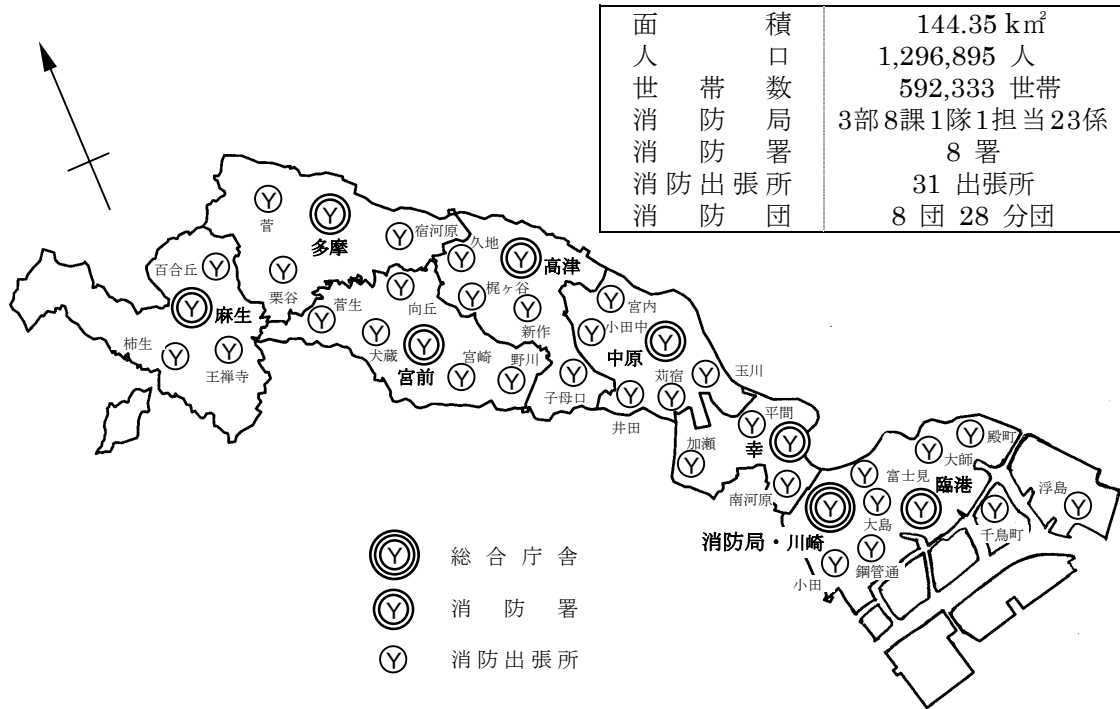 面積 144.35 k㎡
人口 1,296,895 人
世帯数 592,333 世帯
消防局 3部8課1隊1担当23係
消防署 8 署
消防出張所 31 出張所
消防団 8 団 28 分団
菅
多摩
宿河原
久地
高津
百合丘
栗谷
麻生
菅生
向丘
梶ヶ谷
新作
宮内
小田中
中原
柿生
王禅寺
犬蔵
宮前
宮崎
野川
子母口
井田
苅宿
玉川
平間
加瀬
幸
南河原
富士見
大師
殿町
臨港
浮島
大島
千鳥町
消防局・川崎
鋼管通
小田
総合庁舎
消防署
消防出張所